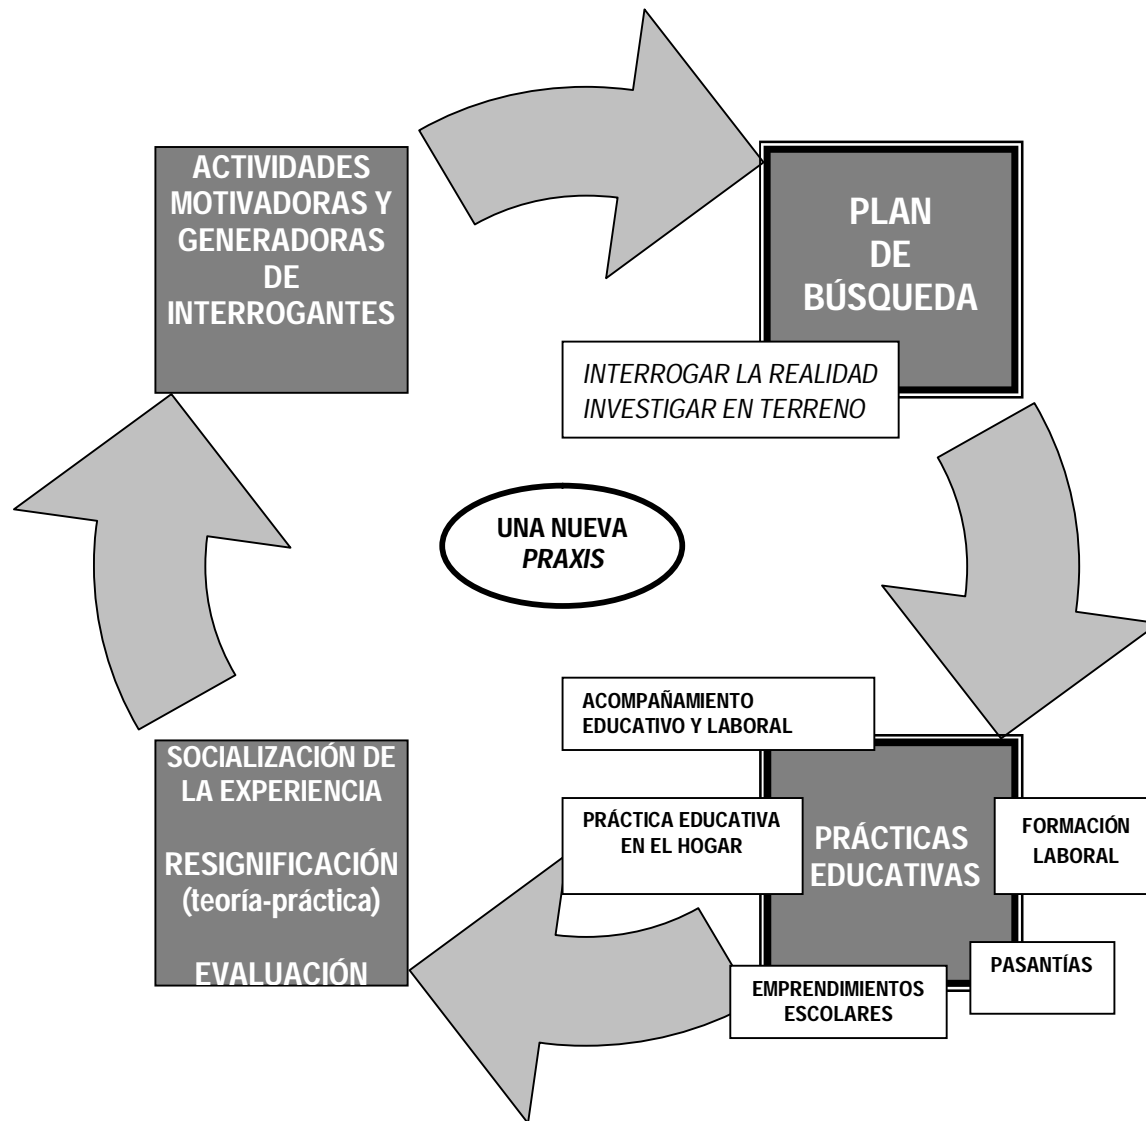 ACTIVIDADES
MOTIVADORAS Y
GENERADORAS
DE
INTERROGANTES
PLAN
DE
BÚSQUEDA
INTERROGAR LA REALIDAD
INVESTIGAR EN TERRENO
UNA NUEVA
PRAXIS
ACOMPAÑAMIENTO
EDUCATIVO Y LABORAL
PRÁCTICA EDUCATIVA
EN EL HOGAR
PRÁCTICAS
EDUCATIVAS
FORMACIÓN
LABORAL
PASANTÍAS
EMPRENDIMIENTOS
ESCOLARES
SOCIALIZACIÓN DE
LA EXPERIENCIA
RESIGNIFICACIÓN
(teoría-práctica)
EVALUACIÓN